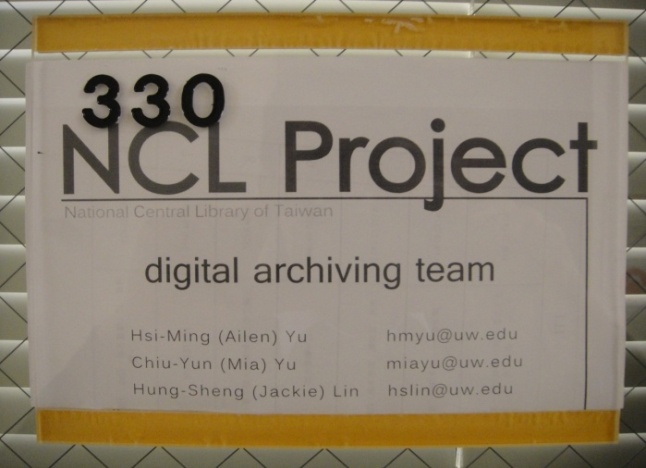 330
NCL Project
National Central Library of Taiwan
digital archiving team
Hsi-Ming (Ailen) Yu hmyu@uw.edu
Chiu-Yun (Mia) Yu miayu@uw.edu
Hung-Sheng (Jackie) Lin hslin@uw.edu